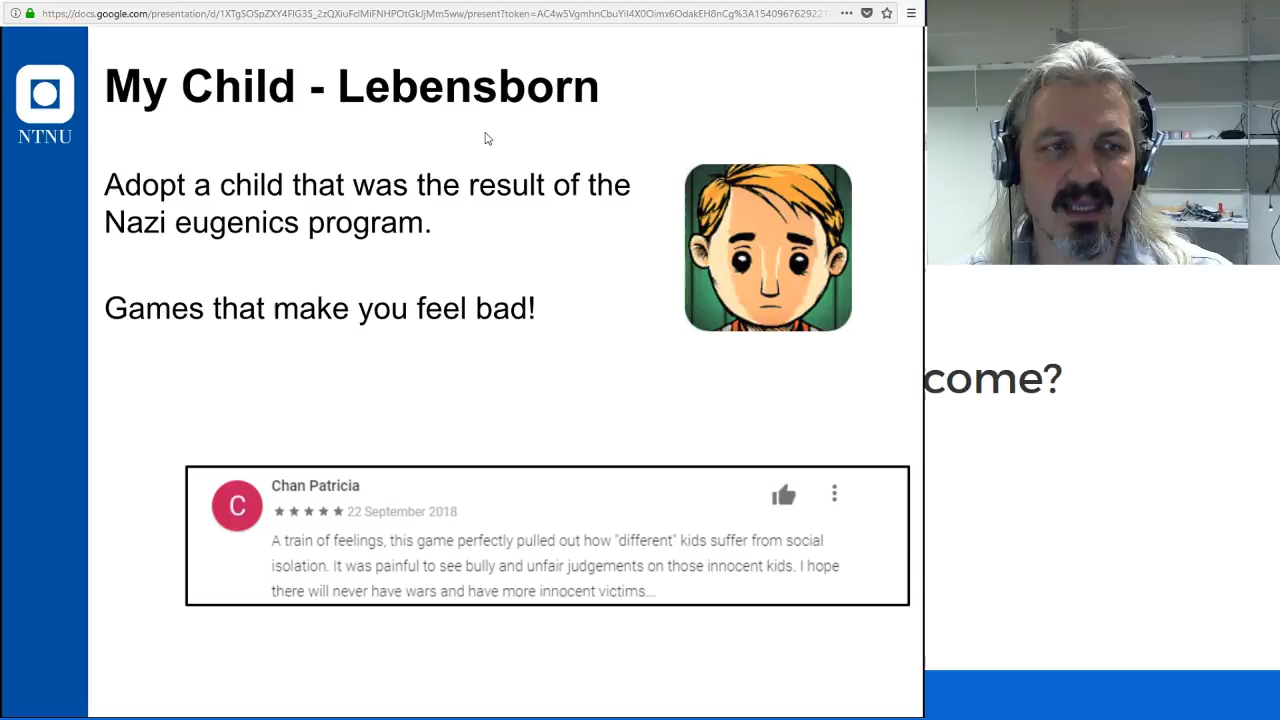 My Child - Lebensborn
NTNU
Adopt a child that was the result of the
Nazi eugenics program.
Games that make you feel bad!
come?
C
Chan Patricia
22 September 2018
A train of feelings, this game perfectly pulled out how "different" kids suffer from social
isolation. It was painful to see bully and unfair judgements on those innocent kids. I hope
there will never have wars and have more innocent victims...